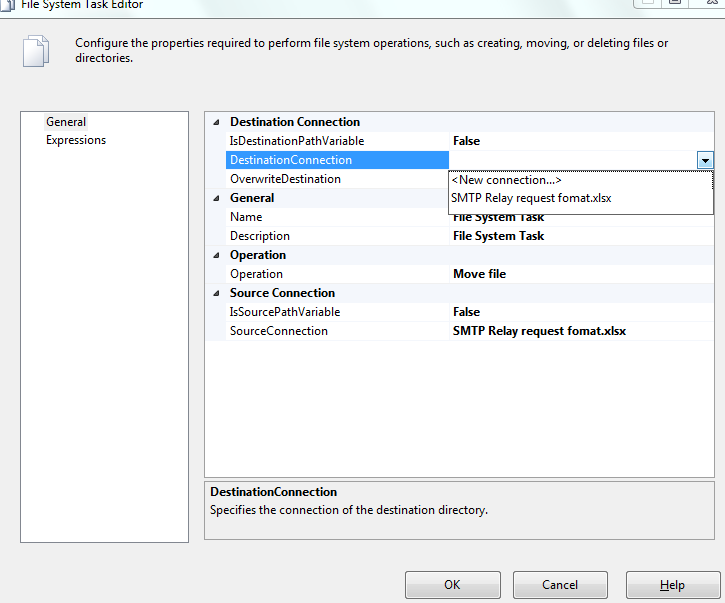 File System Task Editor
Configure the properties required to perform file system operations, such as creating, moving, or deleting files or
directories.
General
Expressions
Destination Connection
IsDestinationPathVariable False
DestinationConnection
OverwriteDestination
<New connection...>
SMTP Relay request fomat.xlsx
General
Name File System Task
Description File System Task
Operation
Operation Move file
Source Connection
IsSourcePathVariable False
SourceConnection SMTP Relay request fomat.xlsx
DestinationConnection
Specifies the connection of the destination directory.
OK Cancel Help